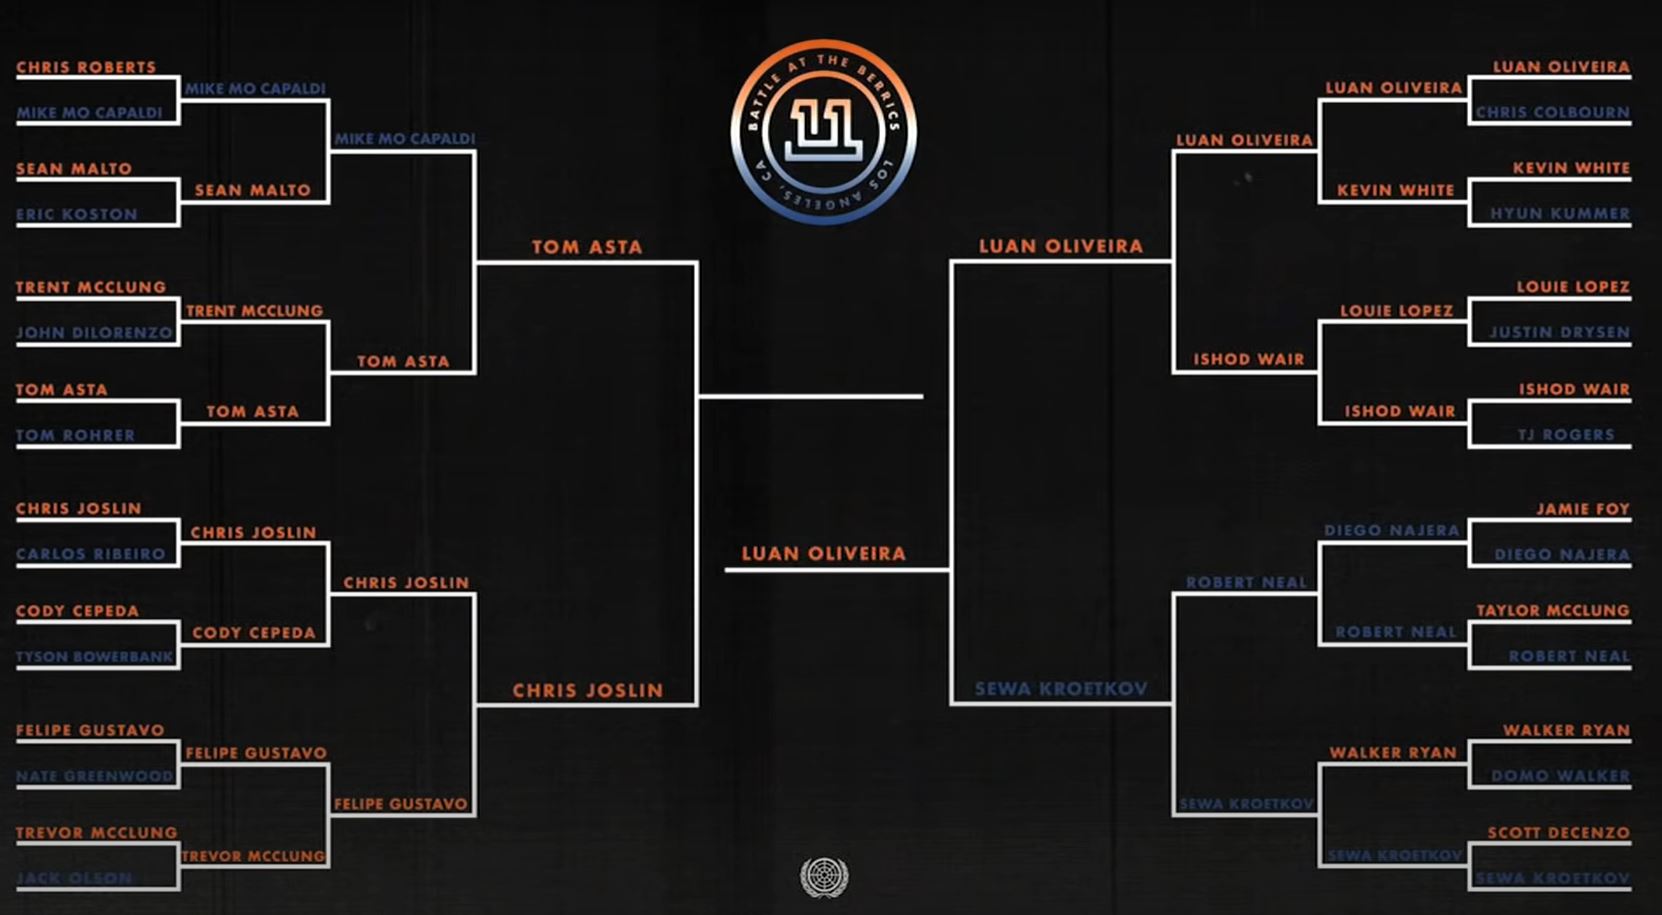 CHRIS ROBERTS
MIKE MO CAPALDI
SEAN MALTO
ERIC KOSTON
TRENT MCCLUNG
JOHN DILORENZO
TOM ASTA
TOM ROHRER
CHRIS JOSLIN
CARLOS RIBEIRO
CODY CEPEDA
TYSON BOWERBANK
FELIPE GUSTAVO
NATE GREENWOOD
TREVOR MCCLUNG
JACK OLSON
MIKE MO CAPALDI
SEAN MALTO
TRENT MCCLUNG
TOM ASTA
CHRIS JOSLIN
CODY CEPEDA
FELIPE GUSTAVO
TREVOR MCCLUNG
MIKE MO CAPALDI
TOM ASTA
CHRIS JOSLIN
FELIPE GUSTAVO
TOM ASTA
CHRIS JOSLIN
BATTLE AT THE BERRICS
11
LOS ANGELES, CA
LUAN OLIVEIRA
LUAN OLIVEIRA
SEWA KROETKOV
LUAN OLIVEIRA
ISHOD WAIR
ROBERT NEAL
SEWA KROETKOV
LUAN OLIVEIRA
KEVIN WHITE
LOUIE LOPEZ
ISHOD WAIR
DIEGO NAJERA
ROBERT NEAL
WALKER RYAN
SEWA KROETKOV
LUAN OLIVEIRA
CHRIS COLBOURN
KEVIN WHITE
HYUN KUMMER
LOUIE LOPEZ
JUSTIN DRYSEN
ISHOD WAIR
TJ ROGERS
JAMIE FOY
DIEGO NAJERA
TAYLOR MCCLUNG
ROBERT NEAL
WALKER RYAN
DOMO WALKER
SCOTT DECENZO
SEWA KROETKOV